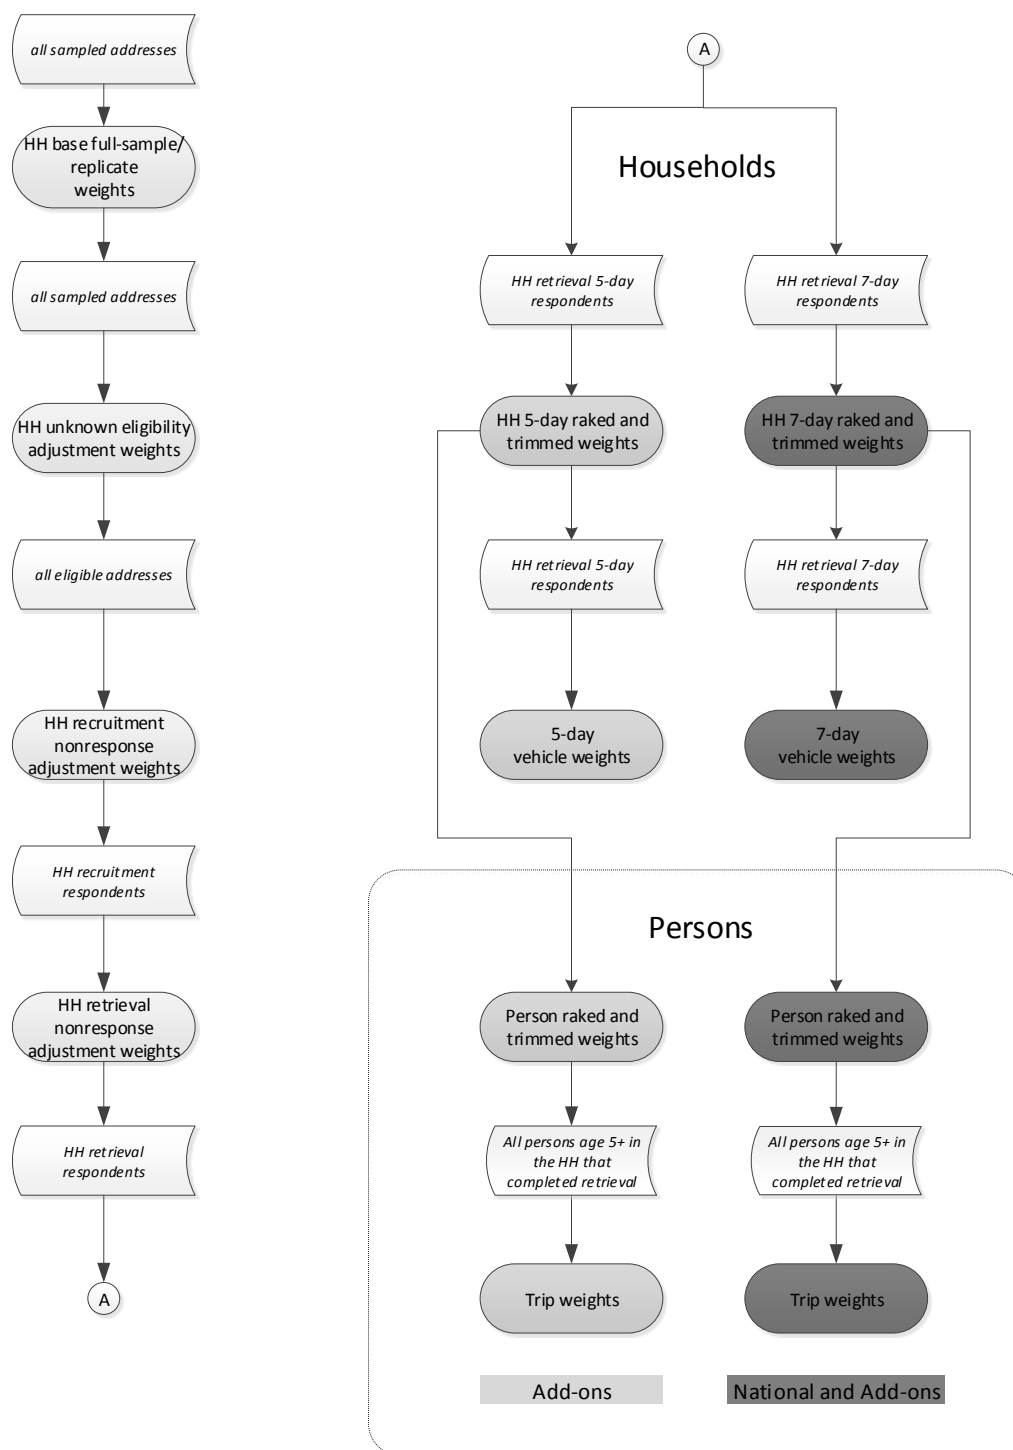 all sampled addresses
HH base full-sample/
replicate
weights
all sampled addresses
HH unknown eligibility
adjustment weights
all eligible addresses
HH recruitment
nonresponse
adjustment weights
HH recruitment
respondents
HH retrieval
nonresponse
adjustment weights
HH retrieval
respondents
A
A
Households
HH retrieval 5-day
respondents
HH retrieval 7-day
respondents
HH 5-day raked and
trimmed weights
HH 7-day raked and
trimmed weights
HH retrieval 5-day
respondents
HH retrieval 7-day
respondents
5-day
vehicle weights
7-day
vehicle weights
Persons
Person raked and
trimmed weights
Person raked and
trimmed weights
All persons age 5+ in
the HH that
completed retrieval
All persons age 5+ in
the HH that
completed retrieval
Trip weights
Trip weights
Add-ons
National and Add-ons